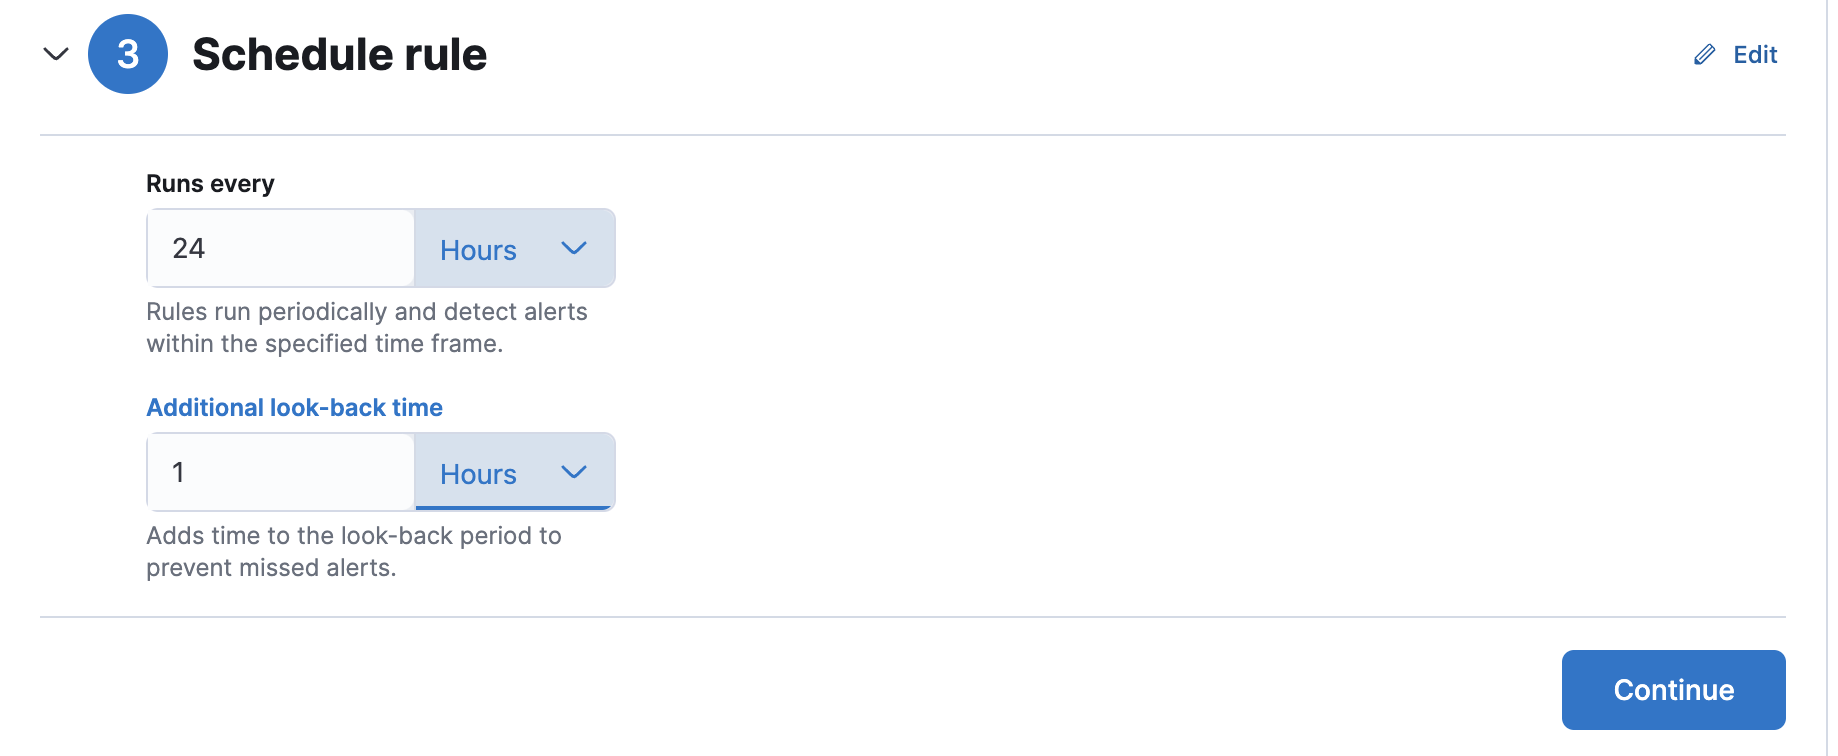 3
Schedule rule
Edit
Runs every
24
Hours
Rules run periodically and detect alerts
within the specified time frame.
Additional look-back time
1
Hours
Adds time to the look-back period to
prevent missed alerts.
Continue